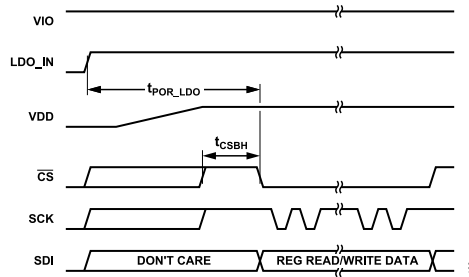 VIO
LDO_IN
tPOR_LDO
VDD
tCSBH
CS
SCK
SDI
DON'T CARE
REG READ/WRITE DATA